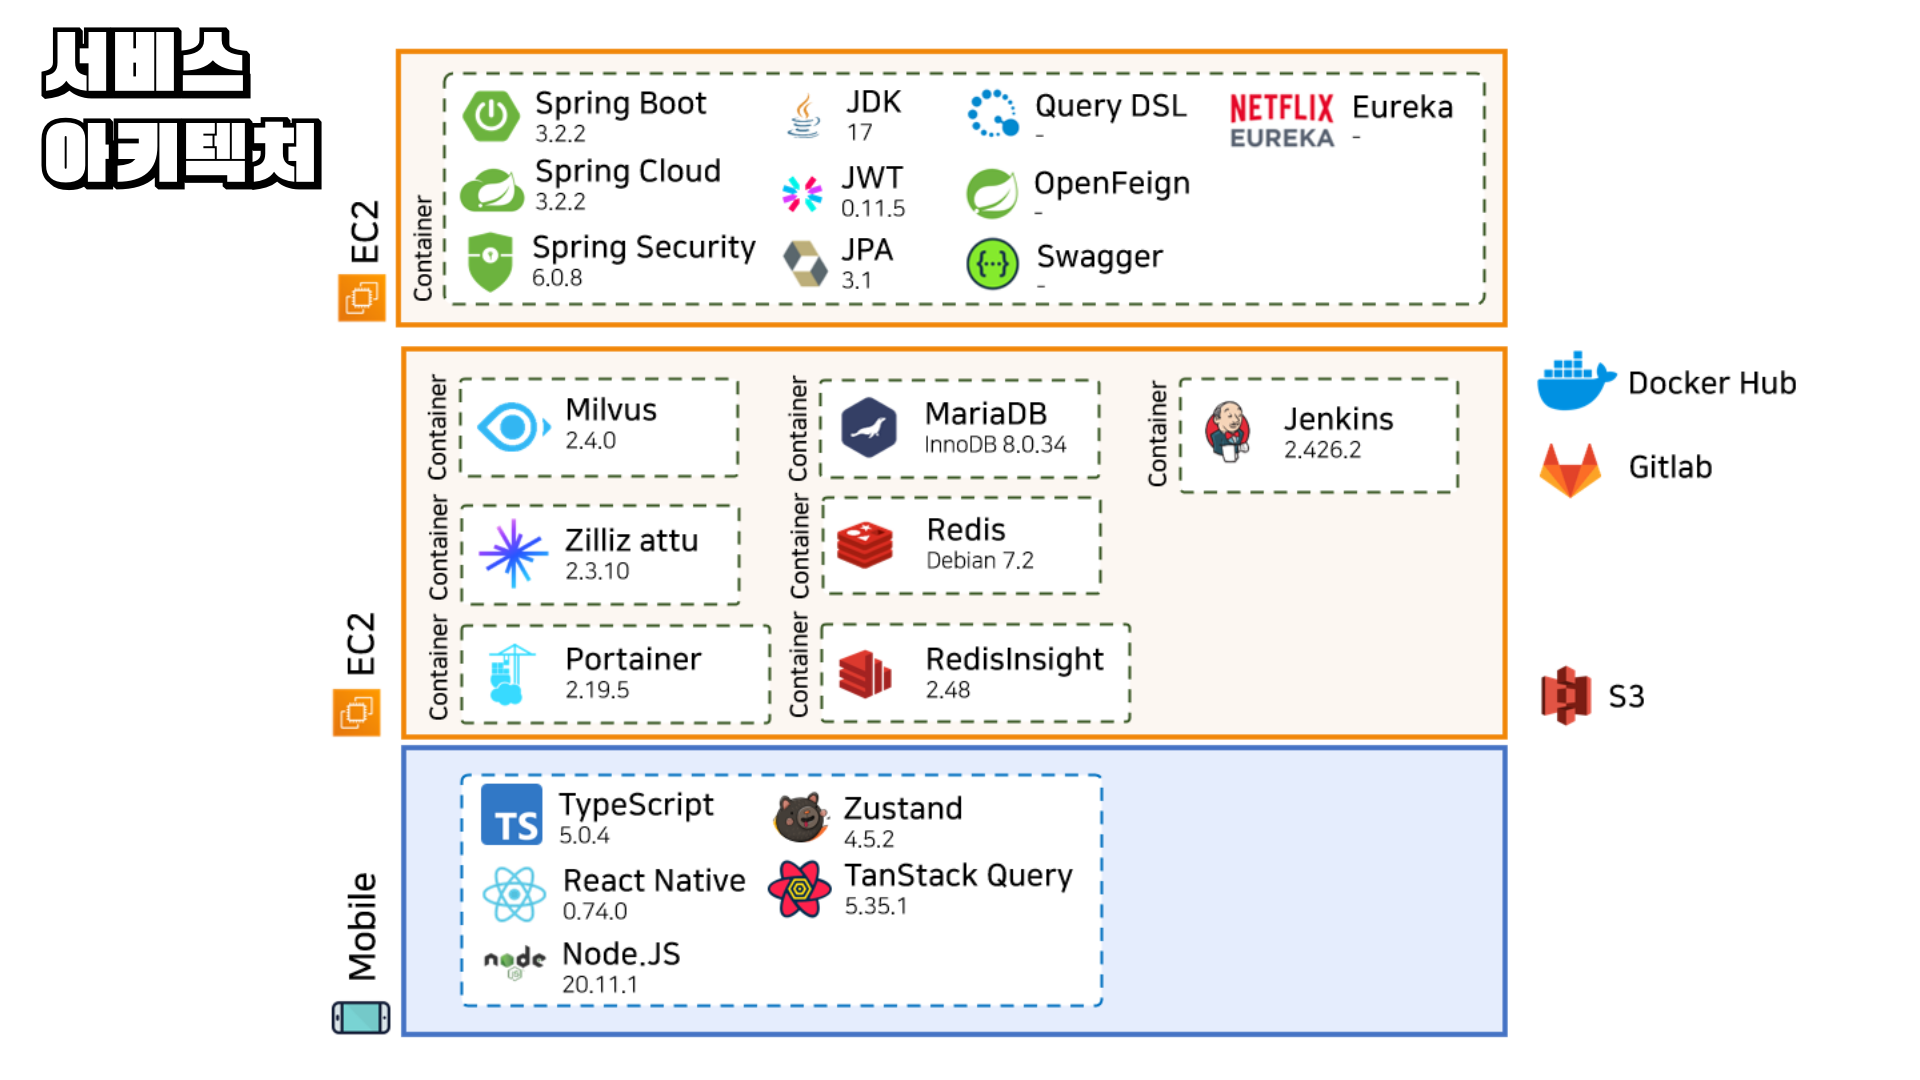 서비스
아키텍처
EC2
Container
Spring Boot
3.2.2
Spring Cloud
3.2.2
Spring Security
6.0.8
JDK
17
JWT
0.11.5
JPA
3.1
Query DSL
-
OpenFeign
-
Swagger
-
NETFLIX
EUREKA
Eureka
-
EC2
Container
Milvus
2.4.0
Container
Zilliz attu
2.3.10
Container
Portainer
2.19.5
Container
MariaDB
InnoDB 8.0.34
Container
Redis
Debian 7.2
Container
RedisInsight
2.48
Container
Jenkins
2.426.2
Docker Hub
Gitlab
S3
Mobile
TS
TypeScript
5.0.4
React Native
0.74.0
node
JS
Node.JS
20.11.1
Zustand
4.5.2
TanStack Query
5.35.1